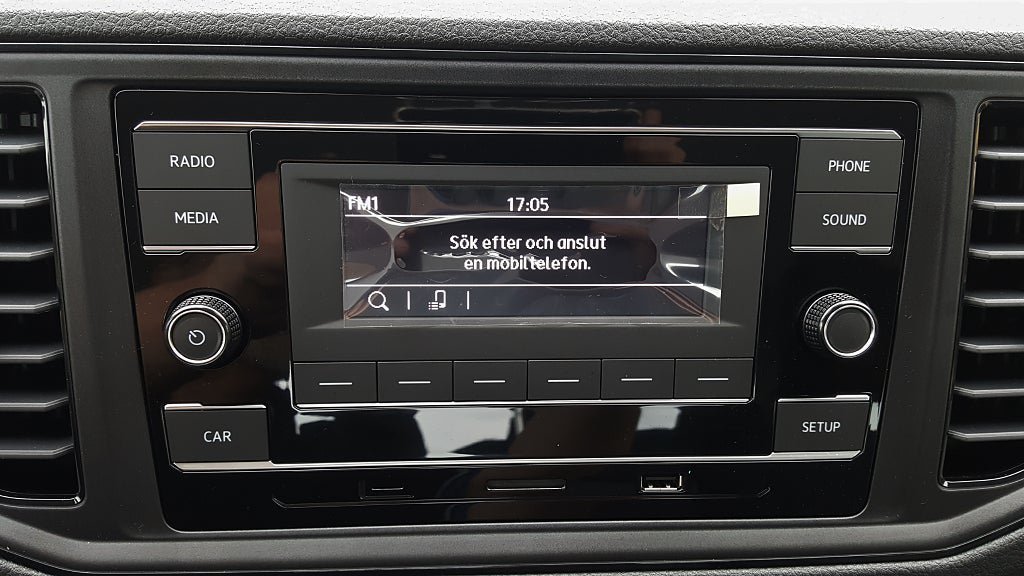 RADIO
MEDIA
FM1 17:05
Sök efter och anslut
en mobiltelefon.
PHONE
SOUND
CAR
SETUP